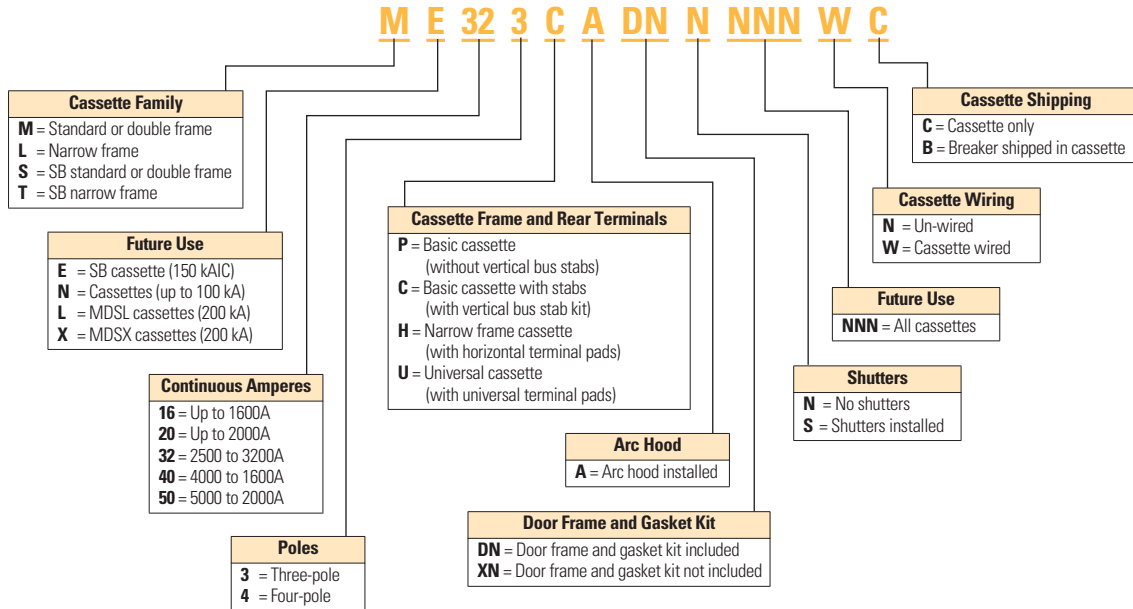 M E 32 3 C A DN N NNN W C
Cassette Family
M = Standard or double frame
L = Narrow frame
S = SB standard or double frame
T = SB narrow frame
Future Use
E = SB cassette (150 kAIC)
N = Cassettes (up to 100 kA)
L = MDSL cassettes (200 kA)
X = MDSX cassettes (200 kA)
Continuous Amperes
16 = Up to 1600A
20 = Up to 2000A
32 = 2500 to 3200A
40 = 4000 to 1600A
50 = 5000 to 2000A
Poles
3 = Three-pole
4 = Four-pole
Cassette Frame and Rear Terminals
P = Basic cassette
(without vertical bus stabs)
C = Basic cassette with stabs
(with vertical bus stab kit)
H = Narrow frame cassette
(with horizontal terminal pads)
U = Universal cassette
(with universal terminal pads)
Arc Hood
A = Arc hood installed
Door Frame and Gasket Kit
DN = Door frame and gasket kit included
XN = Door frame and gasket kit not included
Shutters
N = No shutters
S = Shutters installed
Future Use
NNN = All cassettes
Cassette Wiring
N = Un-wired
W = Cassette wired
Cassette Shipping
C = Cassette only
B = Breaker shipped in cassette